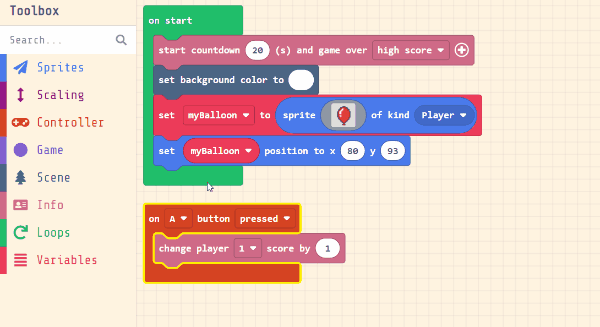 Toolbox
Search...
Sprites
Scaling
Controller
Game
Scene
Info
Loops
Variables
on start
start countdown 20 (s) and game over high score
set background color to
set myBalloon to sprite of kind Player
set myBalloon position to x 80 y 93
on A button pressed
change player 1 score by 1